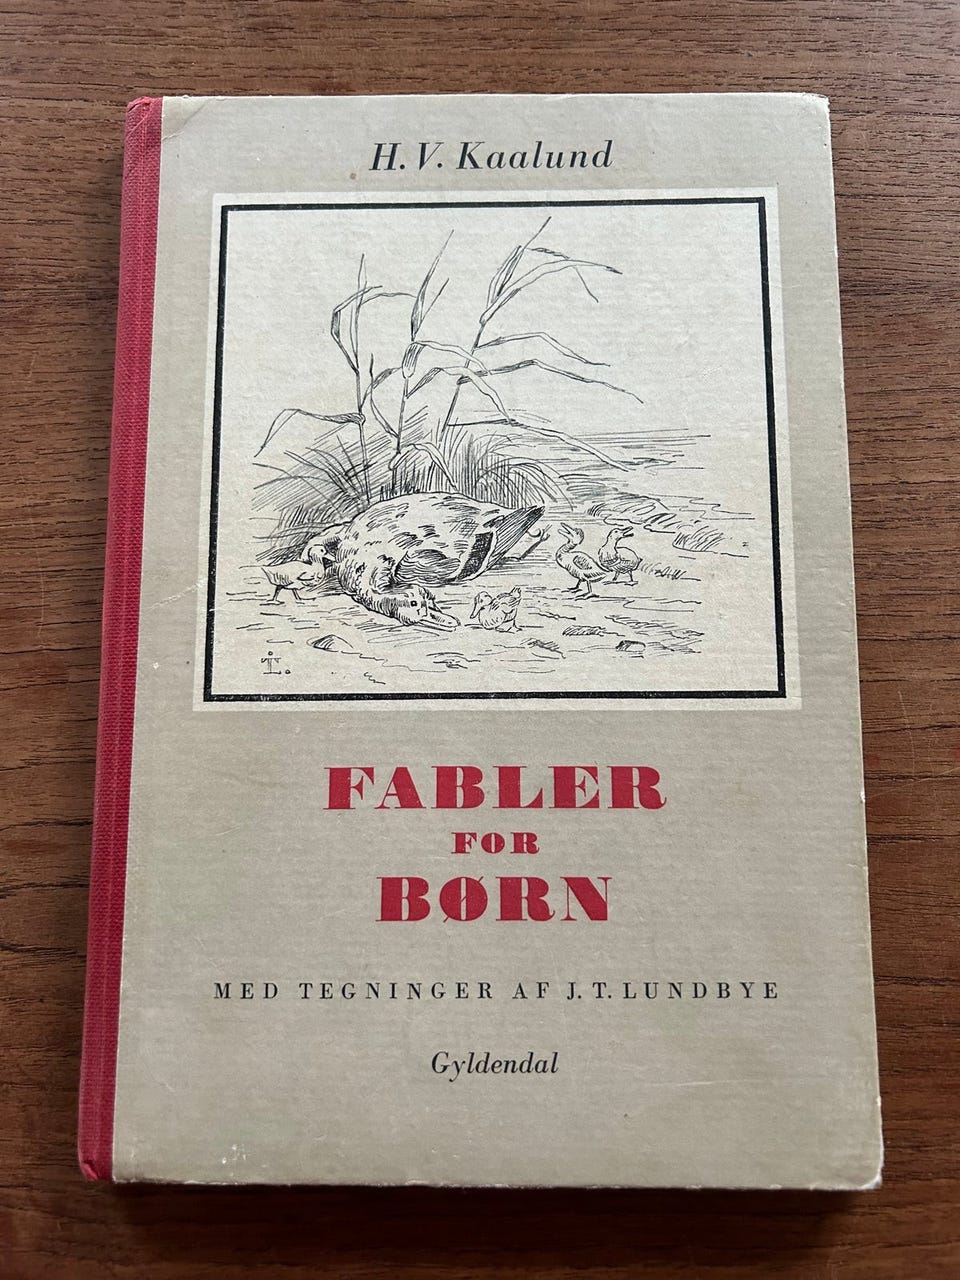 H. V. Kaalund
FABLER
FOR
BØRN
MED TEGNINGER AF J. T. LUNDBYE
Gyldendal